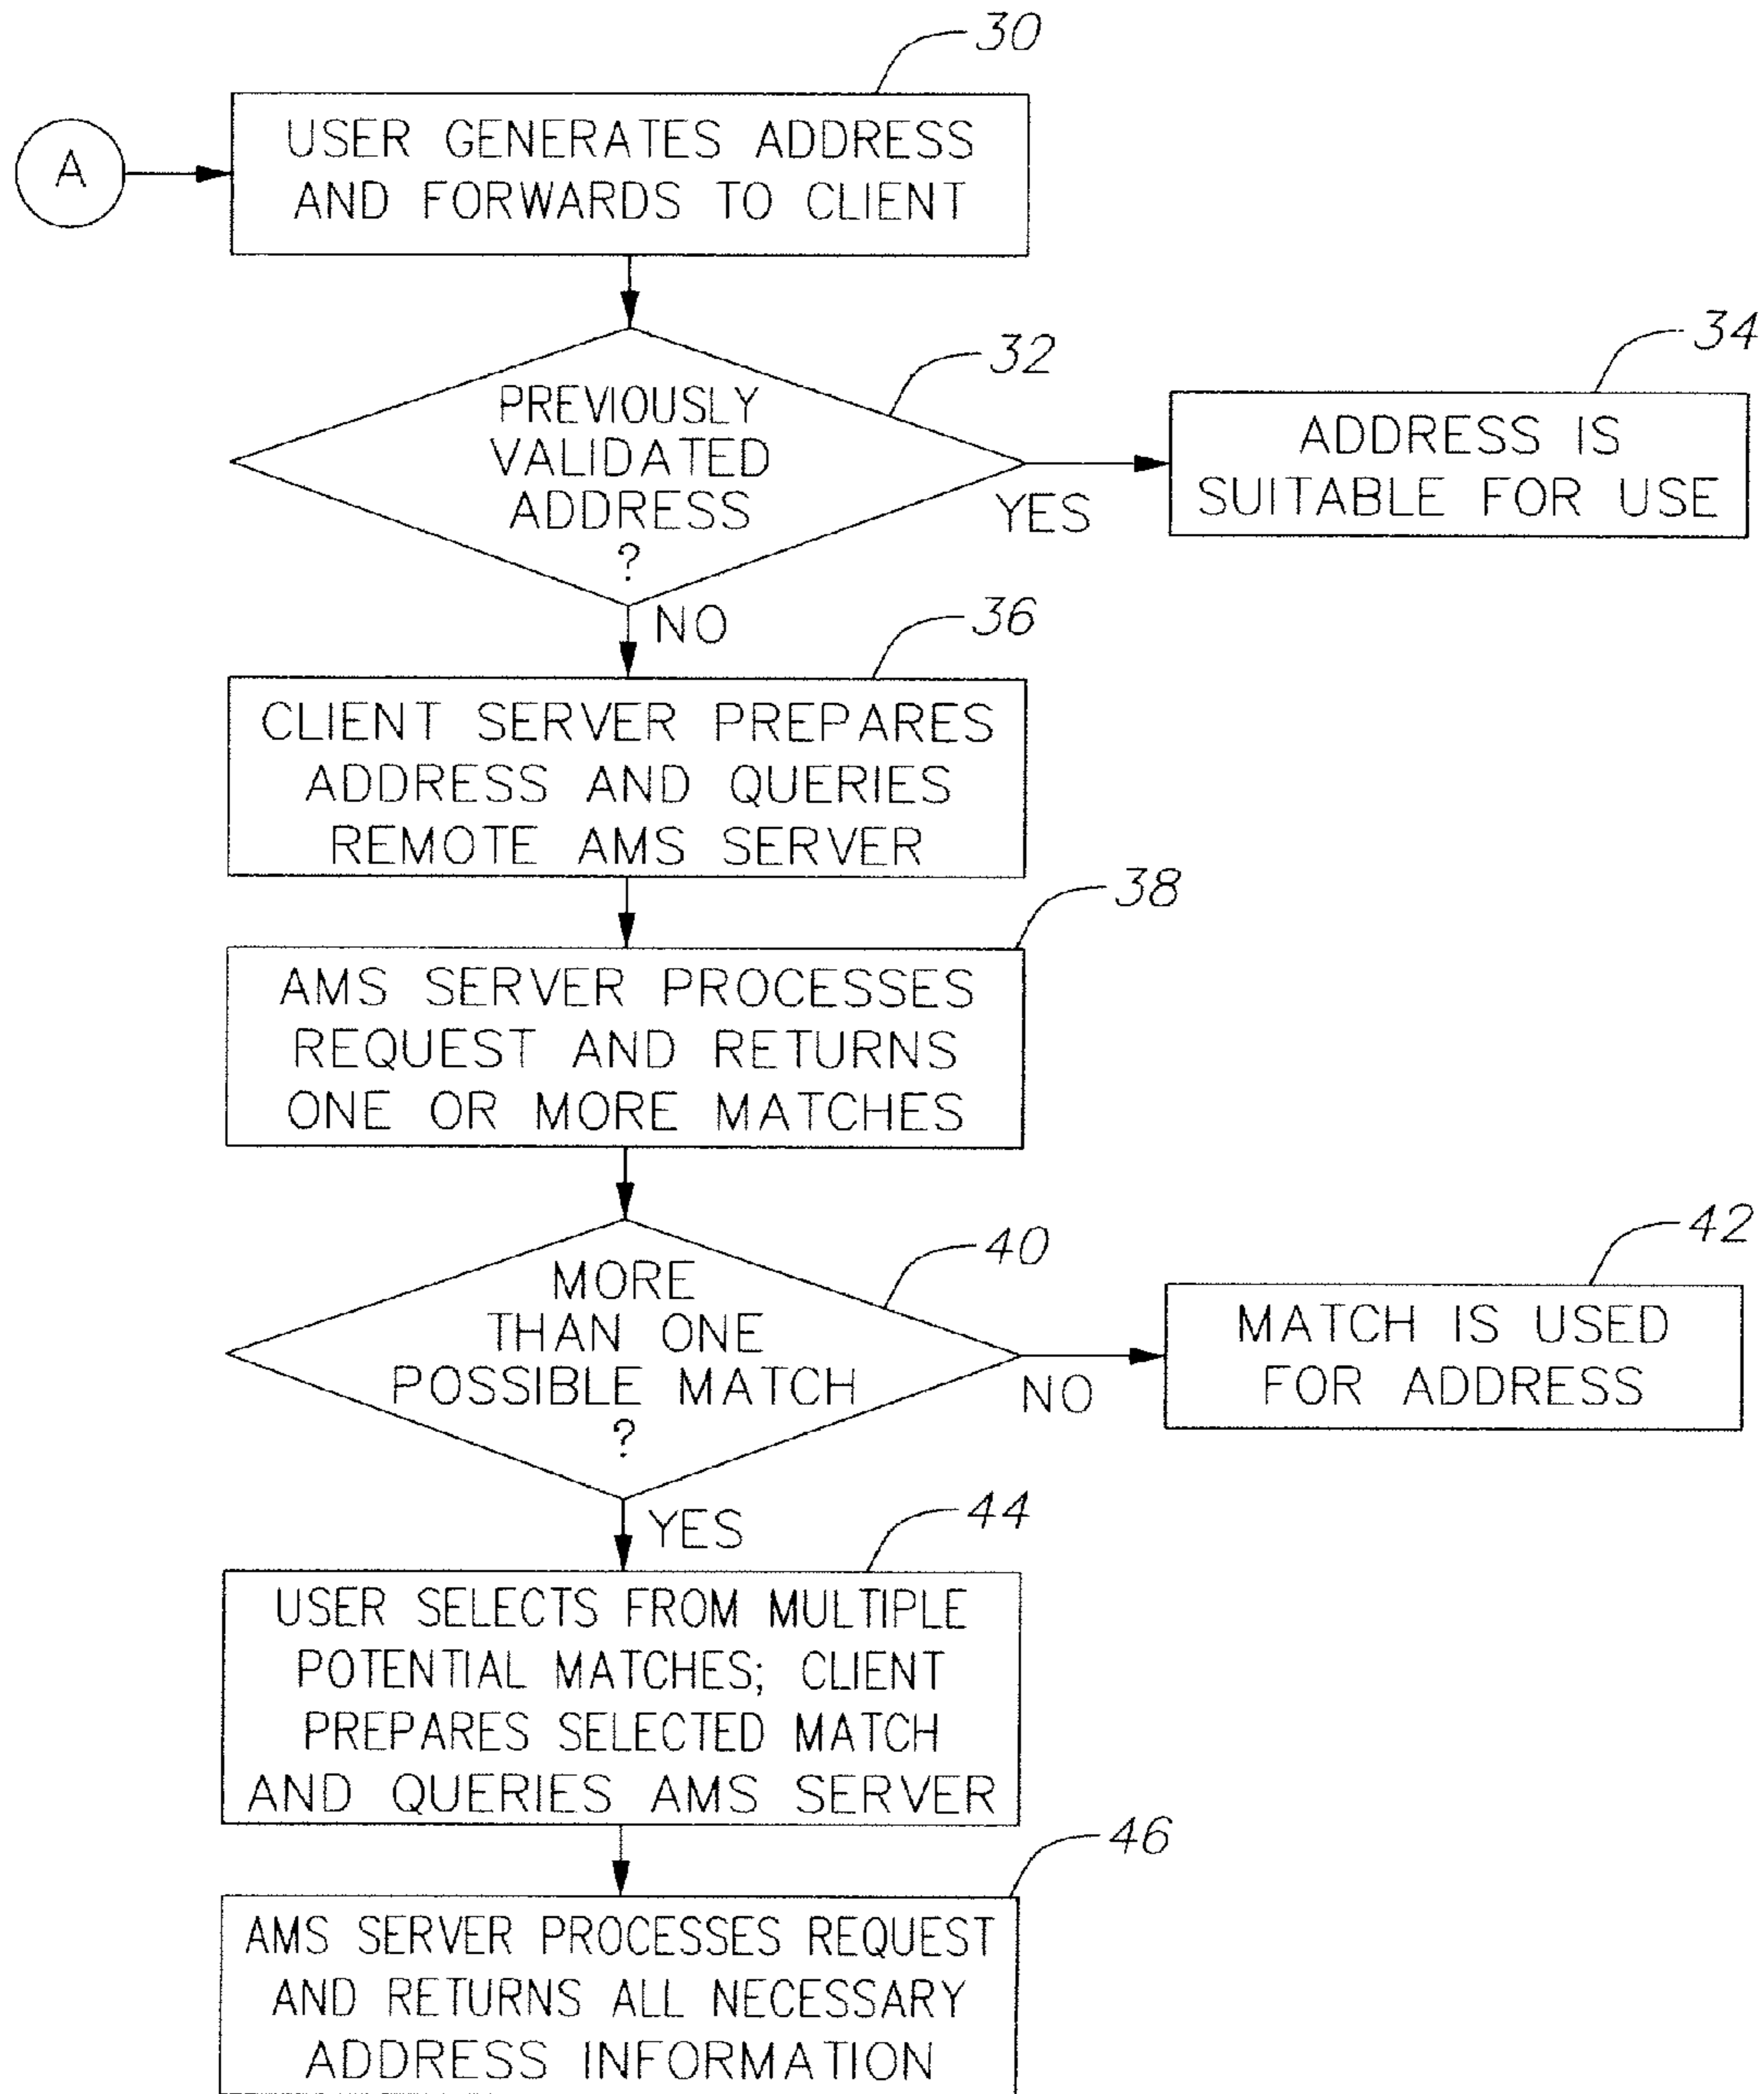 30
A
USER GENERATES ADDRESS
AND FORWARDS TO CLIENT
32
PREVIOUSLY
VALIDATED
ADDRESS
?
YES
34
ADDRESS IS
SUITABLE FOR USE
NO
36
CLIENT SERVER PREPARES
ADDRESS AND QUERIES
REMOTE AMS SERVER
38
AMS SERVER PROCESSES
REQUEST AND RETURNS
ONE OR MORE MATCHES
40
MORE
THAN ONE
POSSIBLE MATCH
?
NO
42
MATCH IS USED
FOR ADDRESS
YES
44
USER SELECTS FROM MULTIPLE
POTENTIAL MATCHES; CLIENT
PREPARES SELECTED MATCH
AND QUERIES AMS SERVER
46
AMS SERVER PROCESSES REQUEST
AND RETURNS ALL NECESSARY
ADDRESS INFORMATION